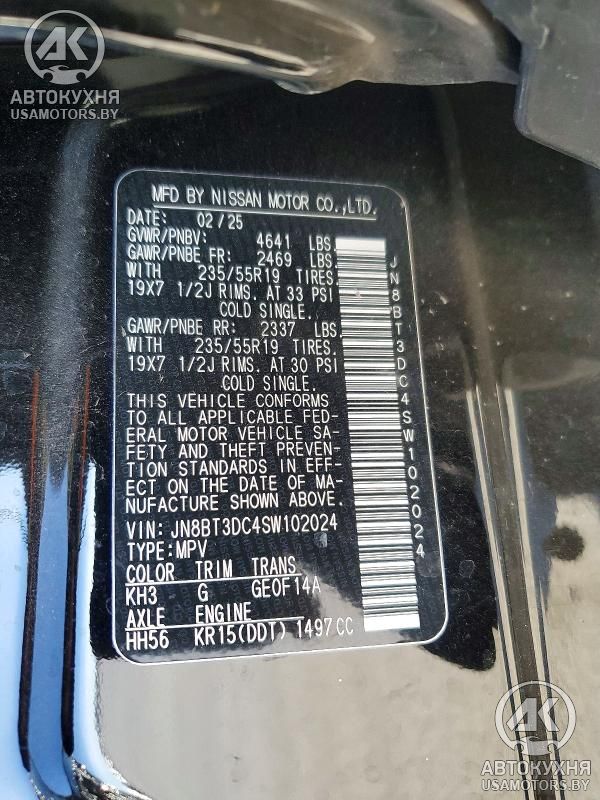 AK
АВТОКУХНЯ
USAMOTORS.BY
MFD BY NISSAN MOTOR CO.,LTD.
DATE: 02/25
GVWR/PNBV: 4641 LBS.
GAWR/PNBE FR: 2469 LBS.
WITH 235/55R19 TIRES.
19X7 1/2J RIMS. AT 33 PSI
COLD SINGLE.
GAWR/PNBE RR: 2337 LBS.
WITH 235/55R19 TIRES.
19X7 1/2J RIMS. AT 30 PSI
COLD SINGLE.
THIS VEHICLE CONFORMS
TO ALL APPLICABLE FED-
ERAL MOTOR VEHICLE SA-
FETY AND THEFT PREVEN-
TION STANDARDS IN EFF-
ECT ON THE DATE OF MA-
NUFACTURE SHOWN ABOVE.
VIN: JN8BT3DC4SW102024
TYPE:MPV
COLOR TRIM TRANS
KH3 G GE0F14A
AXLE ENGINE
HH56 KR15(DDT) 1497CC
JN8BT3DC4SW102024
AK
АВТОКУХНЯ
USAMOTORS.BY